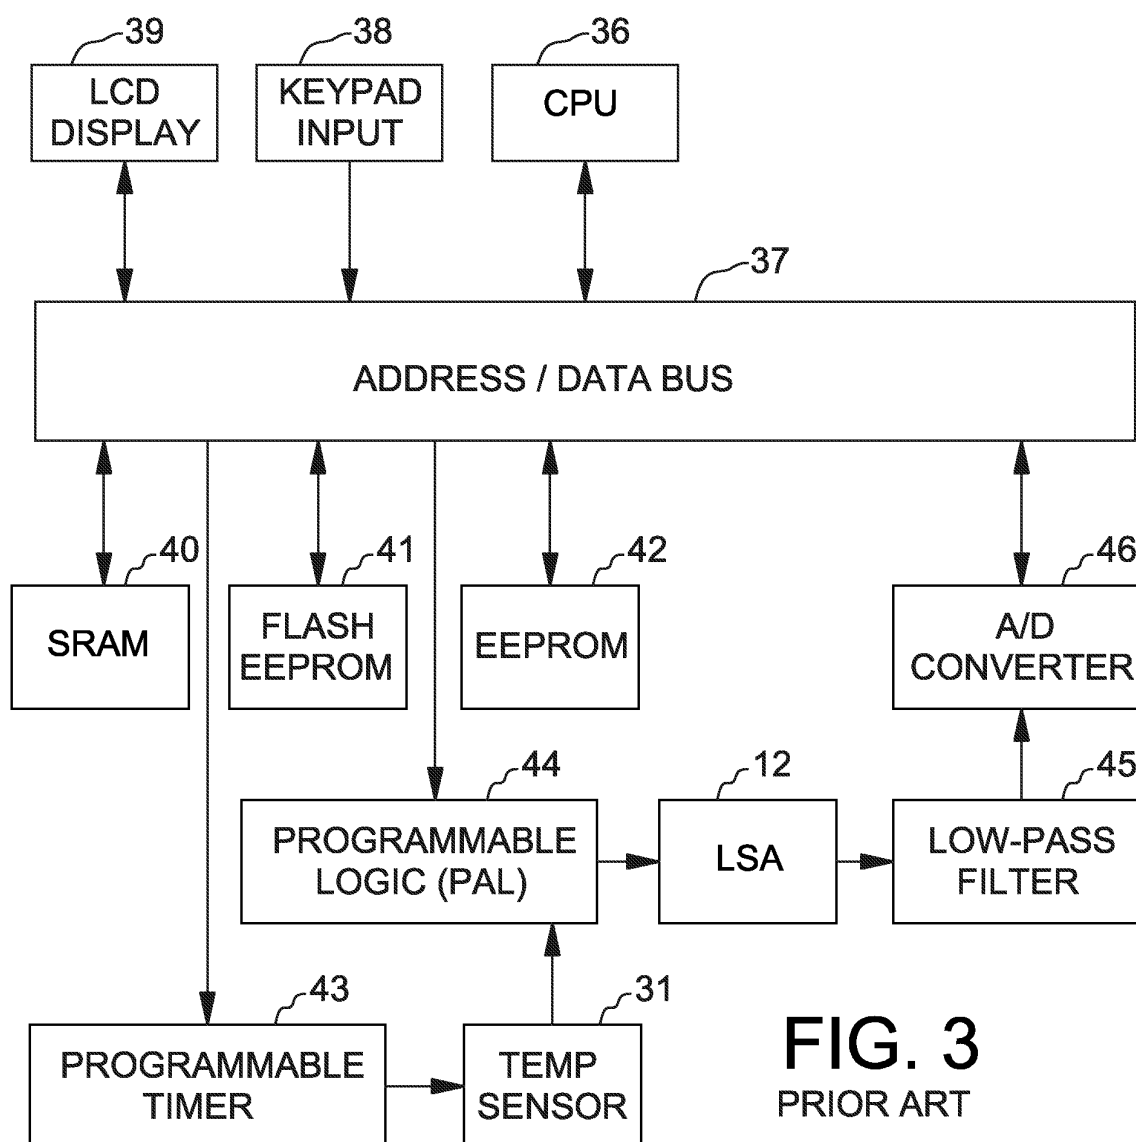 39
38
36
LCD
DISPLAY
KEYPAD
INPUT
CPU
37
ADDRESS / DATA BUS
40
41
42
46
SRAM
FLASH
EEPROM
EEPROM
A/D
CONVERTER
44
12
45
PROGRAMMABLE
LOGIC (PAL)
LSA
LOW-PASS
FILTER
43
31
PROGRAMMABLE
TIMER
TEMP
SENSOR
FIG. 3
PRIOR ART